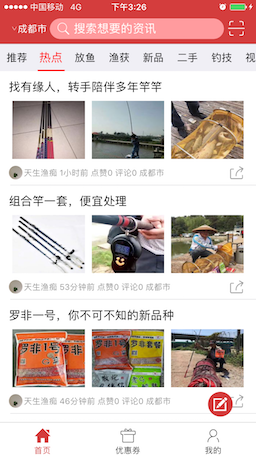 中国移动 4G 下午3:26
成都市 搜索想要的资讯
推荐 热点 放鱼 渔获 新品 二手 钓技 视
找有缘人，转手陪伴多年竿竿
天生渔痴 1小时前 点赞0 评论0 成都市
组合竿一套，便宜处理
天生渔痴 53分钟前 点赞0 评论0 成都市
罗非一号，你不可不知的新品种
罗非1号 罗非套餐
天生渔痴 46分钟前 点赞0 评论0 成都市
首页 优惠券 我的